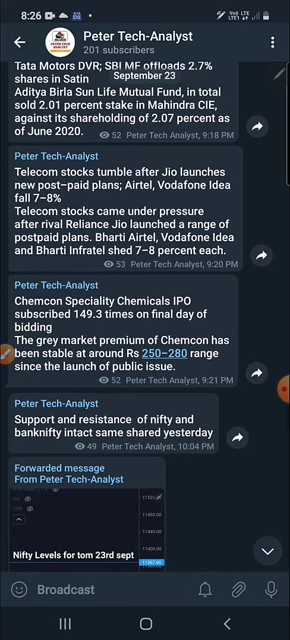 8:26
Vo)) LTE
LTE1
Peter Tech-Analyst
201 subscribers
Tata Motors DVR; SBI MF offloads 2.7%
shares in Satin
September 23
Aditya Birla Sun Life Mutual Fund, in total
sold 2.01 percent stake in Mahindra CIE,
against its shareholding of 2.07 percent as
of June 2020.
52 Peter Tech-Analyst, 9:18 PM
Peter Tech-Analyst
Telecom stocks tumble after Jio launches
new post-paid plans; Airtel, Vodafone Idea
fall 7-8%
Telecom stocks came under pressure
after rival Reliance Jio launched a range of
postpaid plans. Bharti Airtel, Vodafone Idea
and Bharti Infratel shed 7-8 percent each
53 Peter Tech-Analyst, 9:20 PM
Peter Tech-Analyst
Chemcon Speciality Chemicals IPO
subscribed 149.3 times on final day of
bidding
The grey market premium of Chemcon has
been stable at around Rs 250-280 range
since the launch of public issue.
52 Peter Tech-Analyst, 9:21 PM
Peter Tech-Analyst
Support and resistance of nifty and
banknifty intact same shared yesterday
49 Peter Tech-Analyst, 10:04 PM
Forwarded message
From Peter Tech-Analyst
11480.00
11440.00
11400.00
Nifty Levels for tom 23rd sept
Broadcast